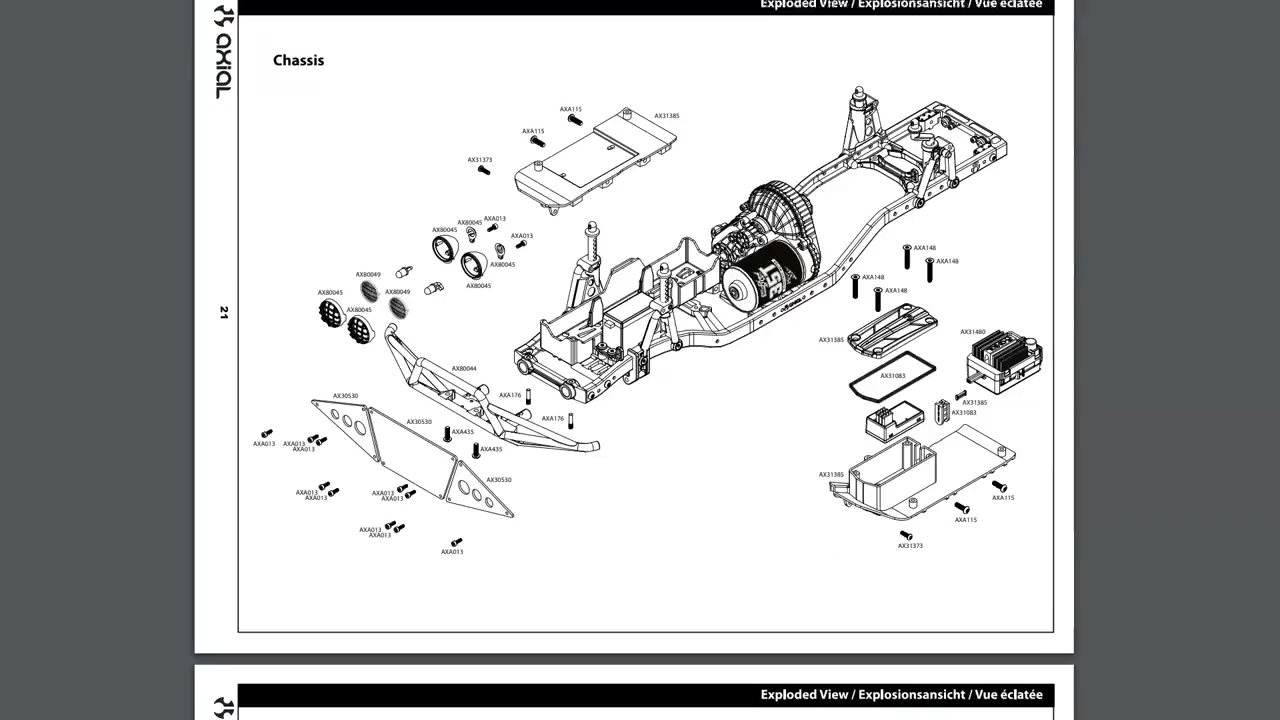 Exploded View / Explosionsansicht / Vue éclatée
AXIAL
Chassis
AXA115
AX31385
AXA115
AX31373
AX80045
AXA013
AX80045
AXA013
AX80045
AX80049
AX80045
AX80049
AX80045
AX80045
21
AXA148
AXA148
AXA148
AXA148
AX31385
AX31480
AX31083
AX31385
AX31083
AX80044
AXA176
AXA176
AX30530
AX30530
AXA435
AXA435
AXA013
AXA013
AXA013
AX30530
AXA013
AXA013
AXA013
AXA013
AXA013
AXA013
AXA013
AX31385
AXA115
AXA115
AX31373
Exploded View / Explosionsansicht / Vue éclatée